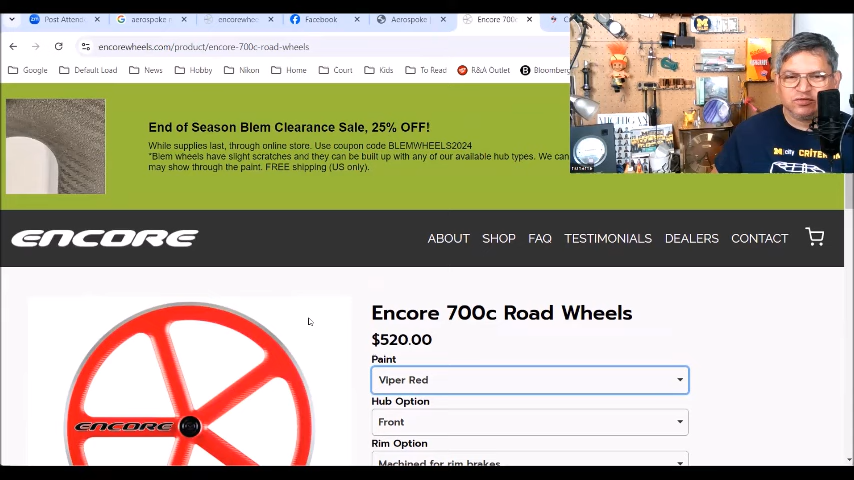 Post Attend
aerospoke r
encorewheel
Facebook
Aerospoke |
Encore 700c
encorewheels.com/product/encore-700c-road-wheels
Google
Default Load
News
Hobby
Nikon
Home
Court
Kids
To Read
R&A Outlet
Bloomberg
End of Season Blem Clearance Sale, 25% OFF!
While supplies last, through online store. Use coupon code BLEMWHEELS2024
*Blem wheels have slight scratches and they can be built up with any of our available hub types. We can
may show through the paint. FREE shipping (US only).
ENCORE
ABOUT
SHOP
FAQ
TESTIMONIALS
DEALERS
CONTACT
Encore 700c Road Wheels
$520.00
Paint
Viper Red
Hub Option
Front
Rim Option
Machined for rim brakes
ENCORE